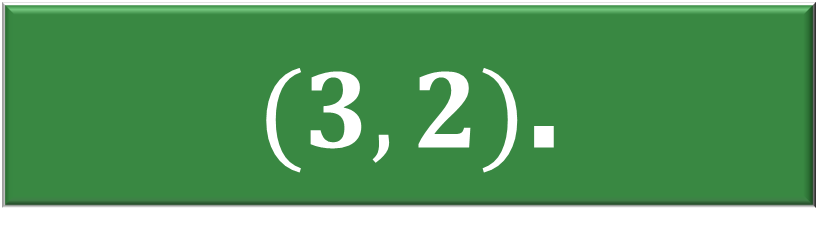 (3, 2).